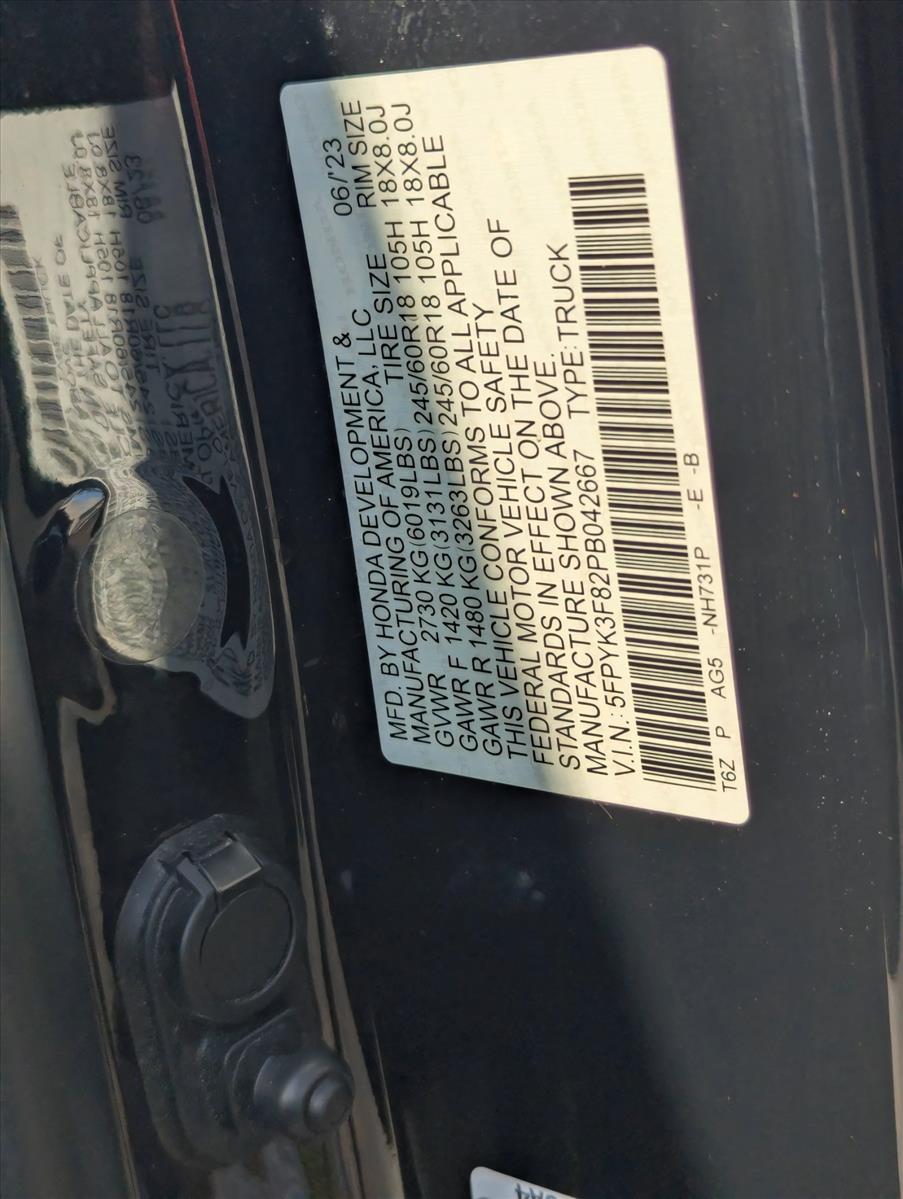 MFD. BY HONDA DEVELOPMENT &
MANUFACTURING OF AMERICA, LLC 06/'23
GVWR 2730 KG(6019LBS) TIRE SIZE RIM SIZE
GAWR F 1420 KG(3131LBS) 245/60R18 105H 18X8.0J
GAWR R 1480 KG(3263LBS) 245/60R18 105H 18X8.0J
THIS VEHICLE CONFORMS TO ALL APPLICABLE
FEDERAL MOTOR VEHICLE SAFETY
STANDARDS IN EFFECT ON THE DATE OF
MANUFACTURE SHOWN ABOVE.
V.I.N.: 5FPYK3F82PB042667 TYPE: TRUCK
T6Z P AG5 -NH731P -E -B